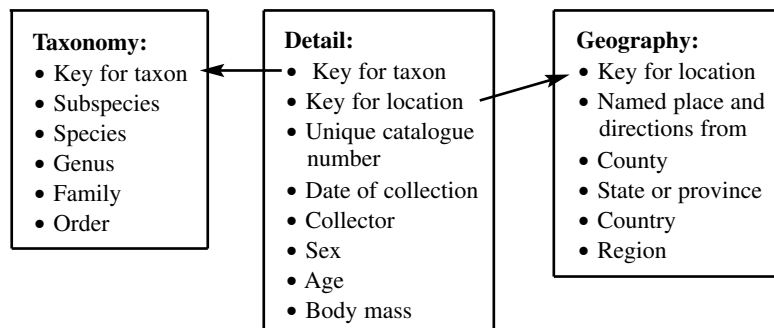 Taxonomy:
• Key for taxon
• Subspecies
• Species
• Genus
• Family
• Order
Detail:
• Key for taxon
• Key for location
• Unique catalogue
number
• Date of collection
• Collector
• Sex
• Age
• Body mass
Geography:
• Key for location
• Named place and
directions from
• County
• State or province
• Country
• Region